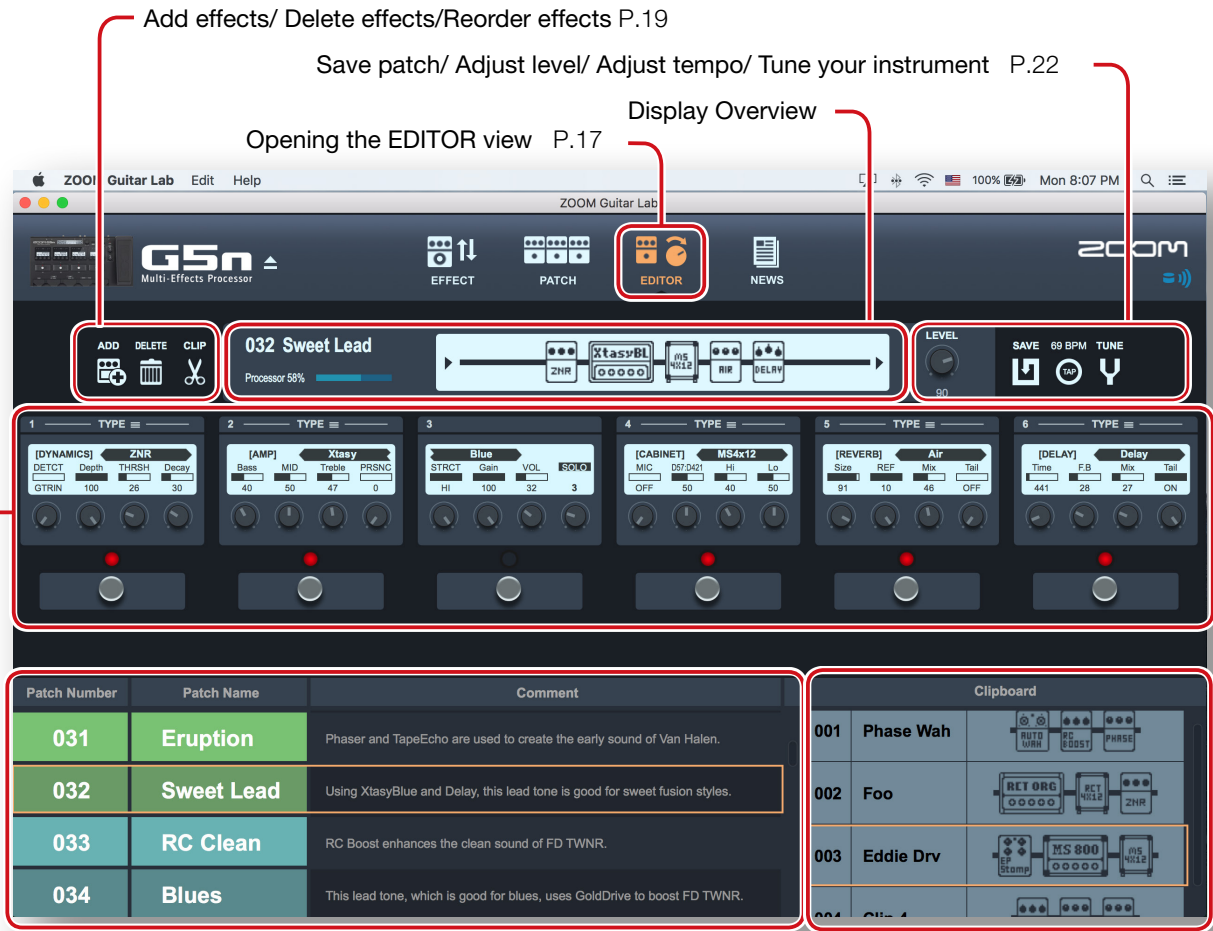 Add effects/ Delete effects/Reorder effects P.19
Save patch/ Adjust level/ Adjust tempo/ Tune your instrument P.22
Display Overview
Opening the EDITOR view P.17
ZOOM Guitar Lab Edit Help 100% Mon 8:07 PM
ZOOM Guitar Lab
G5n
Multi-Effects Processor
EFFECT PATCH EDITOR NEWS
ZOOM
ADD DELETE CLIP
032 Sweet Lead
Processor 58%
ZNR XtasyBL MS 4X12 AIR DELAY
LEVEL
90
SAVE 69 BPM TUNE
TAP
1 TYPE 2 TYPE 3 4 TYPE 5 TYPE 6 TYPE
[DYNAMICS] ZNR
DETCT Depth THRSH Decay
GTRIN 100 26 30
[AMP] Xtasy
Bass MID Treble PRSNC
40 50 47 0
Blue
STRCT Gain VOL SOLO
HI 100 32 3
[CABINET] MS4x12
MIC D57:D421 Hi Lo
OFF 50 40 50
[REVERB] Air
Size REF Mix Tail
91 10 46 OFF
[DELAY] Delay
Time F.B Mix Tail
441 28 27 ON
Patch Number Patch Name Comment
031 Eruption Phaser and TapeEcho are used to create the early sound of Van Halen.
032 Sweet Lead Using XtasyBlue and Delay, this lead tone is good for sweet fusion styles.
033 RC Clean RC Boost enhances the clean sound of FD TWNR.
034 Blues This lead tone, which is good for blues, uses GoldDrive to boost FD TWNR.
Clipboard
001 Phase Wah AUTO WAH RC BOOST PHASE
002 Foo RCT ORG RCT 4X12 ZNR
003 Eddie Drv EP Stomp MS 800 MS 4X12
004 Clip 4